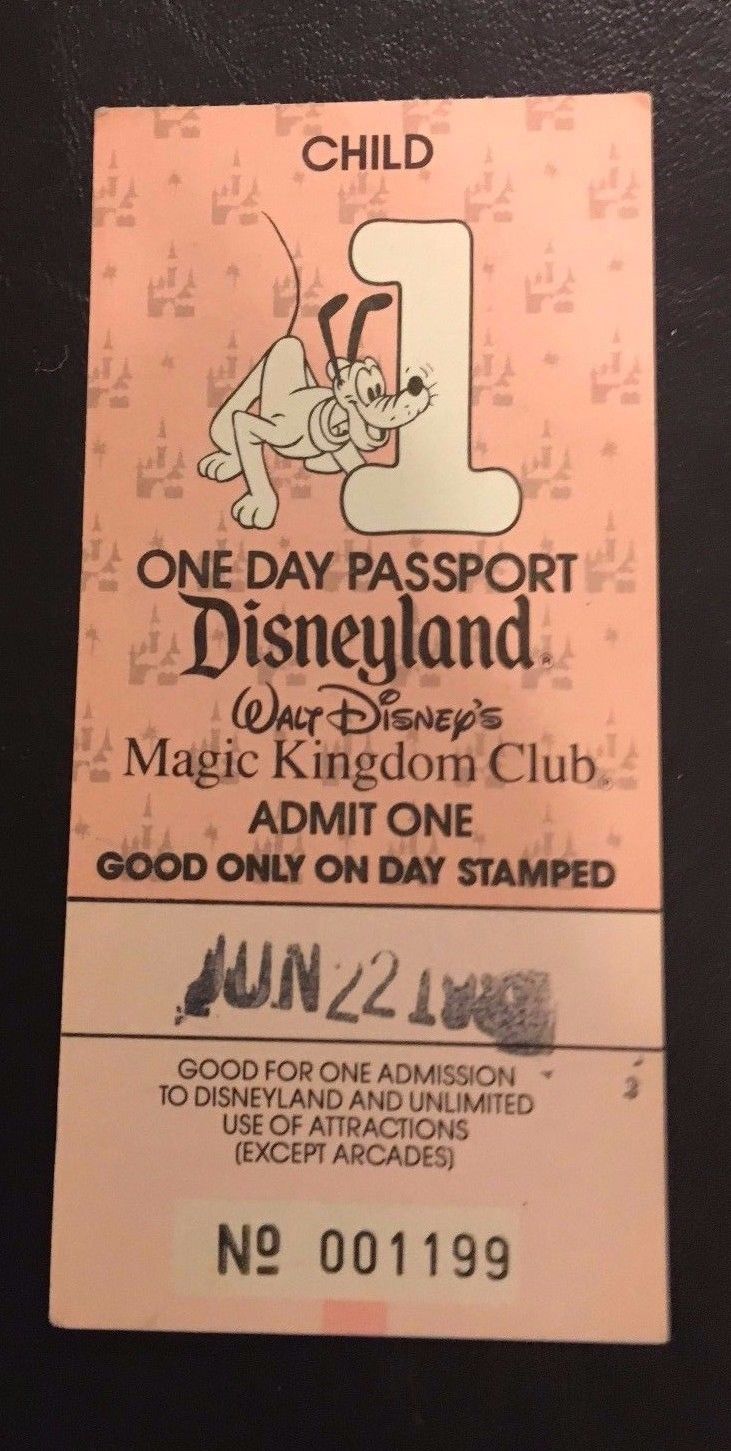 CHILD
1
ONE DAY PASSPORT
Disneyland®
WALT DISNEY'S
Magic Kingdom Club®
ADMIT ONE
GOOD ONLY ON DAY STAMPED
JUN 22
GOOD FOR ONE ADMISSION
TO DISNEYLAND AND UNLIMITED
USE OF ATTRACTIONS
(EXCEPT ARCADES)
Nº 001199